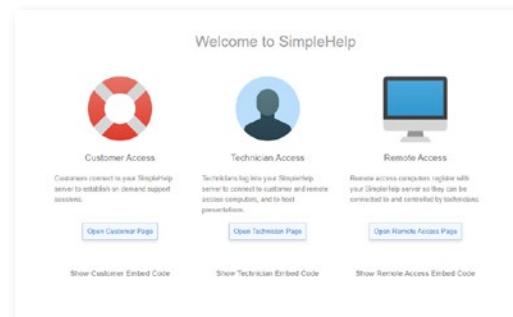 Welcome to SimpleHelp
Customer Access
Customers connect to your SimpleHelp
server to establish on demand support
sessions.
Open Customer Page
Show Customer Embed Code
Technician Access
Technicians log into your SimpleHelp
server to connect to customer and remote
access computers, and to host
presentations.
Open Technician Page
Show Technician Embed Code
Remote Access
Remote access computers register with
your SimpleHelp server so they can be
connected to and controlled by technicians.
Open Remote Access Page
Show Remote Access Embed Code